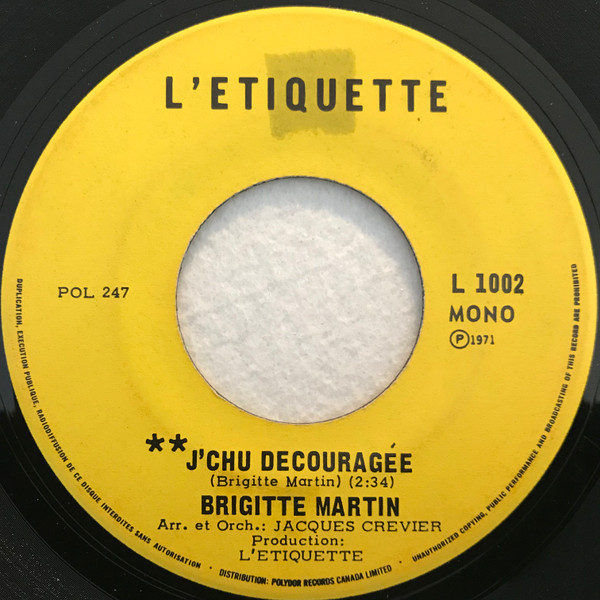 L'ETIQUETTE
POL 247
L 1002
MONO
Ⓟ1971
**J'CHU DECOURAGÉE
(Brigitte Martin) (2:34)
BRIGITTE MARTIN
Arr. et Orch.: JACQUES CREVIER
Production:
L'ETIQUETTE
DUPLICATION, EXECUTION PUBLIQUE, RADIODIFFUSION DE CE DISQUE INTERDITES SANS AUTORISATION • DISTRIBUTION: POLYDOR RECORDS CANADA LIMITED • UNAUTHORIZED COPYING, PUBLIC PERFORMANCE AND BROADCASTING OF THIS RECORD ARE PROHIBITED